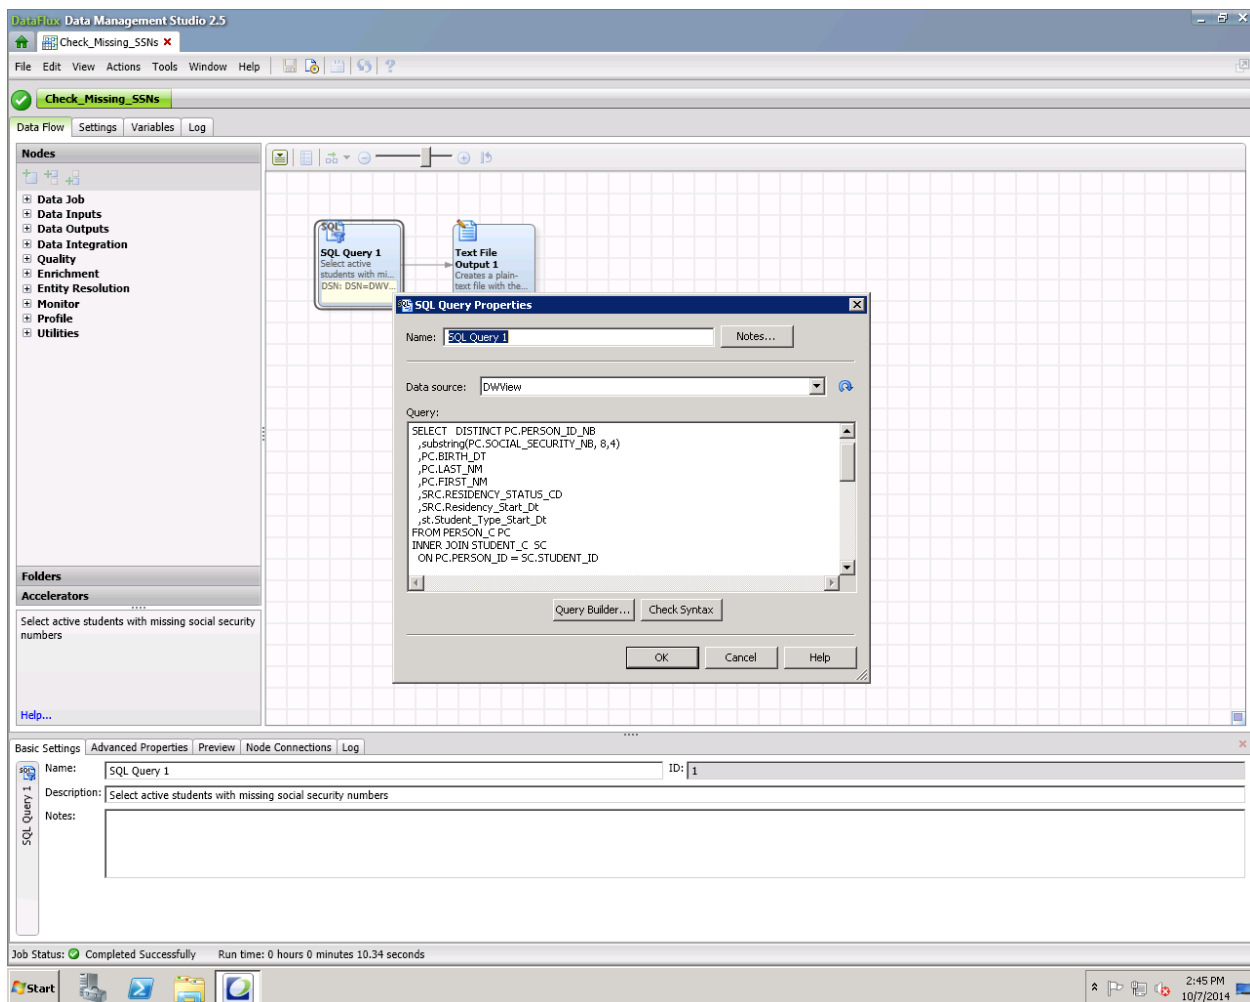 DataFlux Data Management Studio 2.5
Check_Missing_SSNs
File Edit View Actions Tools Window Help
Check_Missing_SSNs
Data Flow Settings Variables Log
Nodes
Data Job
Data Inputs
Data Outputs
Data Integration
Quality
Enrichment
Entity Resolution
Monitor
Profile
Utilities
Folders
Accelerators
Select active students with missing social security
numbers
Help...
SQL
SQL Query 1
Select active
students with mi...
DSN: DSN=DWV...
Text File
Output 1
Creates a plain-
text file with the...
SQL Query Properties
Name: SQL Query 1 Notes...
Data source: DWView
Query:
SELECT DISTINCT PC.PERSON_ID_NB
,substring(PC.SOCIAL_SECURITY_NB, 8,4)
,PC.BIRTH_DT
,PC.LAST_NM
,PC.FIRST_NM
,SRC.RESIDENCY_STATUS_CD
,SRC.Residency_Start_Dt
,st.Student_Type_Start_Dt
FROM PERSON_C PC
INNER JOIN STUDENT_C SC
ON PC.PERSON_ID = SC.STUDENT_ID
Query Builder... Check Syntax
OK Cancel Help
Basic Settings Advanced Properties Preview Node Connections Log
SQL Query 1
Name: SQL Query 1 ID: 1
Description: Select active students with missing social security numbers
Notes:
Job Status: Completed Successfully Run time: 0 hours 0 minutes 10.34 seconds
Start
2:45 PM
10/7/2014